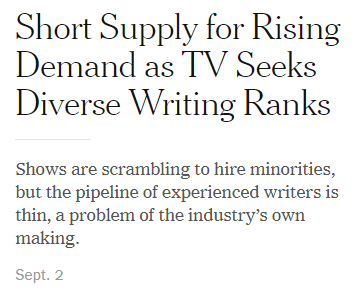 Short Supply for Rising
Demand as TV Seeks
Diverse Writing Ranks
Shows are scrambling to hire minorities,
but the pipeline of experienced writers is
thin, a problem of the industry’s own
making.
Sept. 2